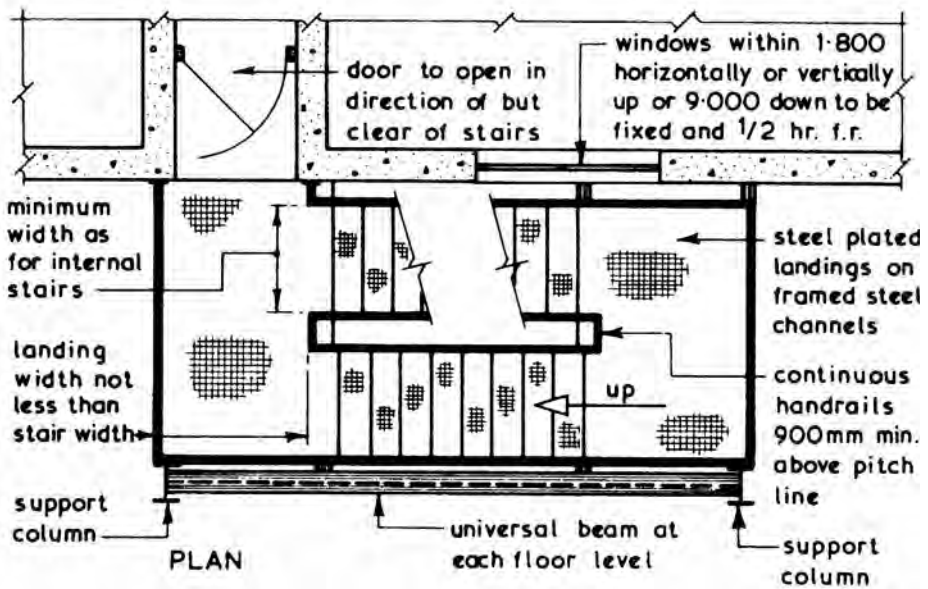 door to open in
direction of but
clear of stairs
windows within 1·800
horizontally or vertically
up or 9·000 down to be
fixed and 1/2 hr. f.r.
minimum
width as
for internal
stairs
steel plated
landings on
framed steel
channels
landing
width not
less than
stair width
up
continuous
handrails
900mm min.
above pitch
line
support
column
PLAN
universal beam at
each floor level
support
column